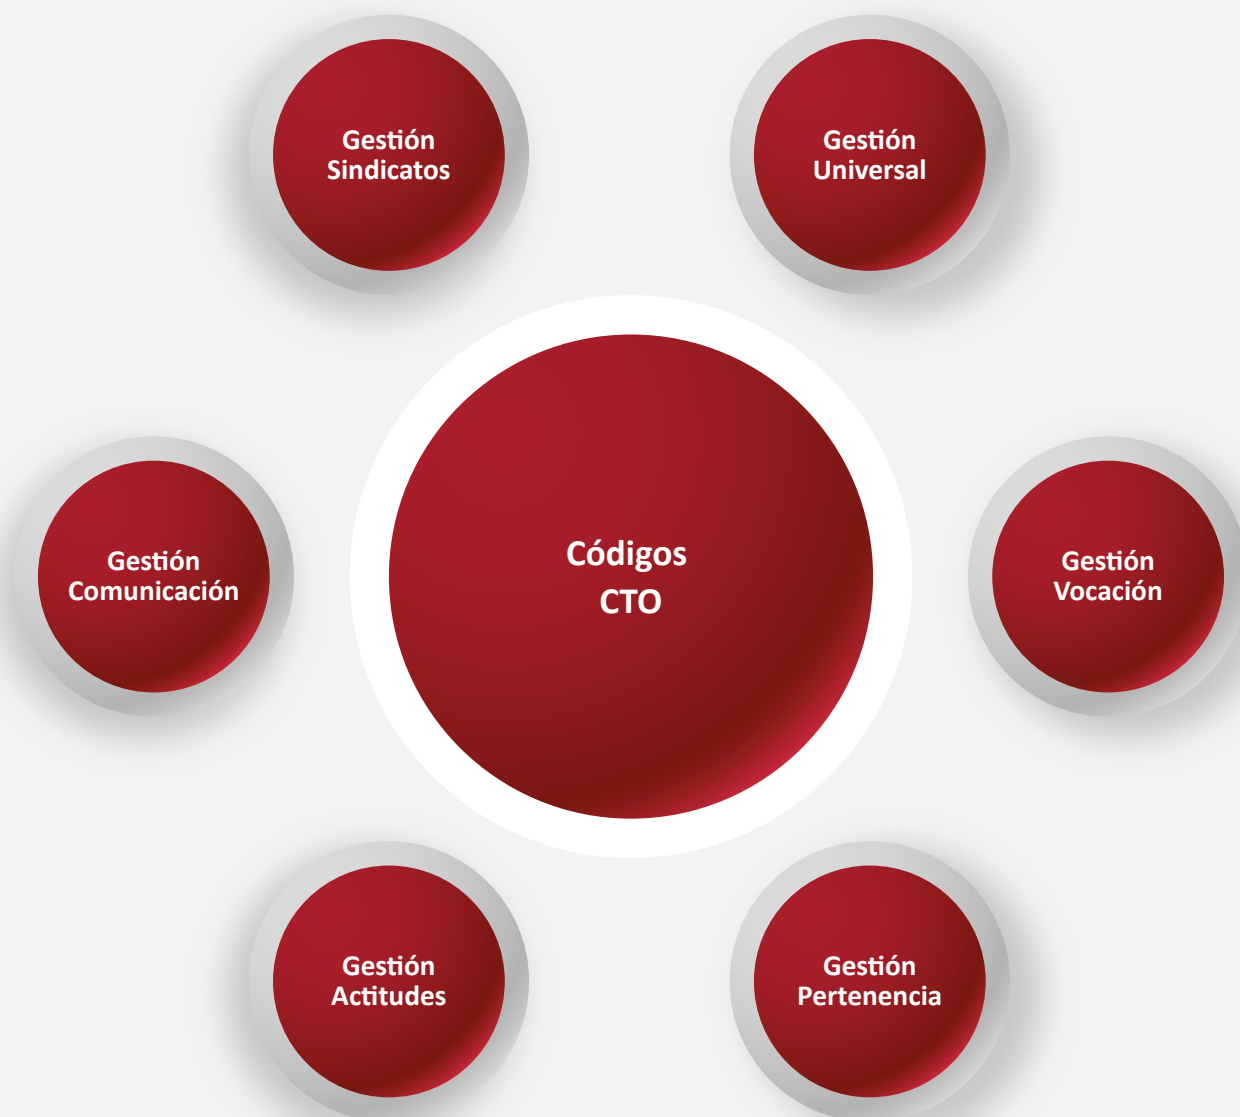 Gestión
Sindicatos
Gestión
Universal
Gestión
Comunicación
Códigos
CTO
Gestión
Vocación
Gestión
Actitudes
Gestión
Pertenencia